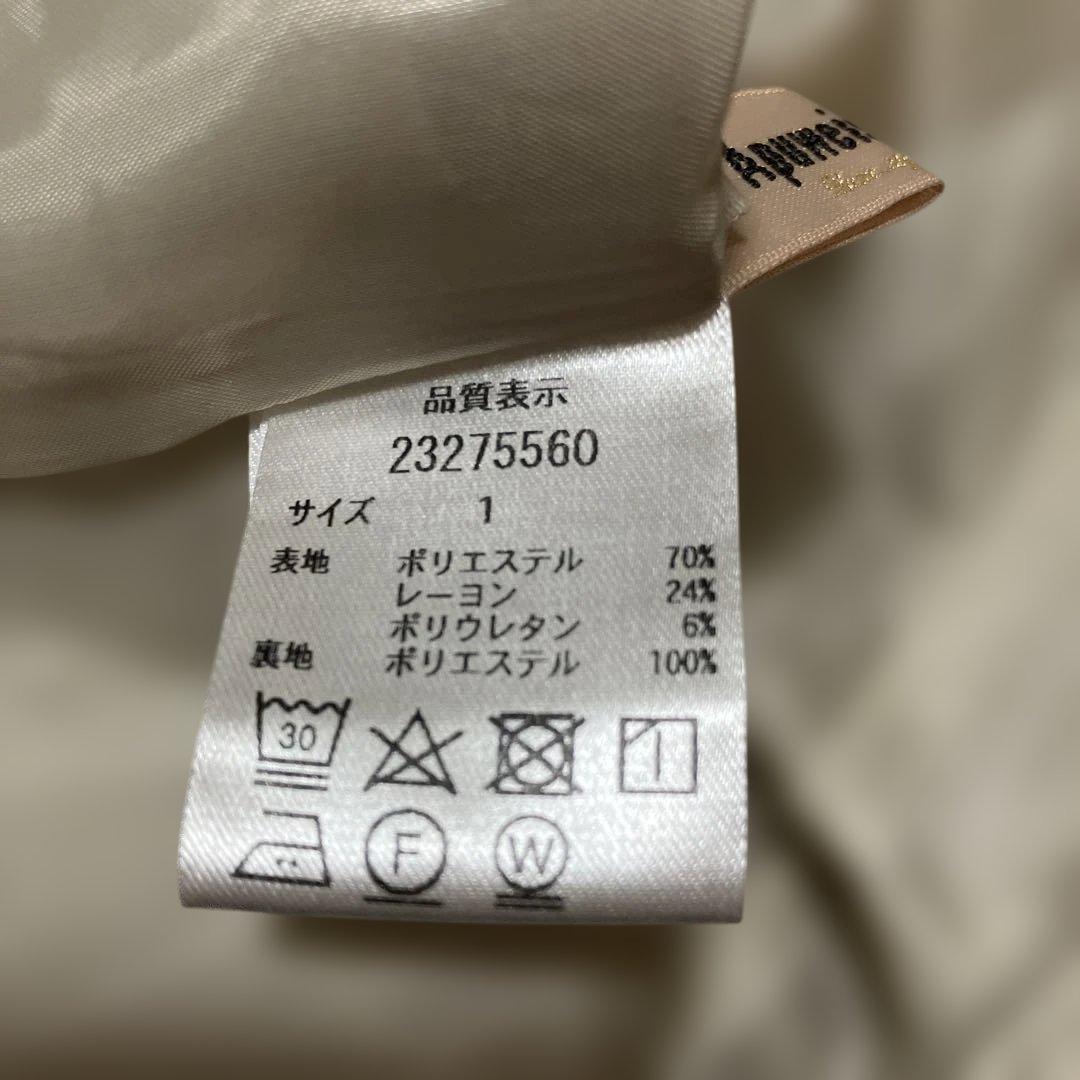 Apuwei
品質表示
23275560
サイズ 1
表地 ポリエステル 70%
レーヨン 24%
ポリウレタン 6%
裏地 ポリエステル 100%
30
F W